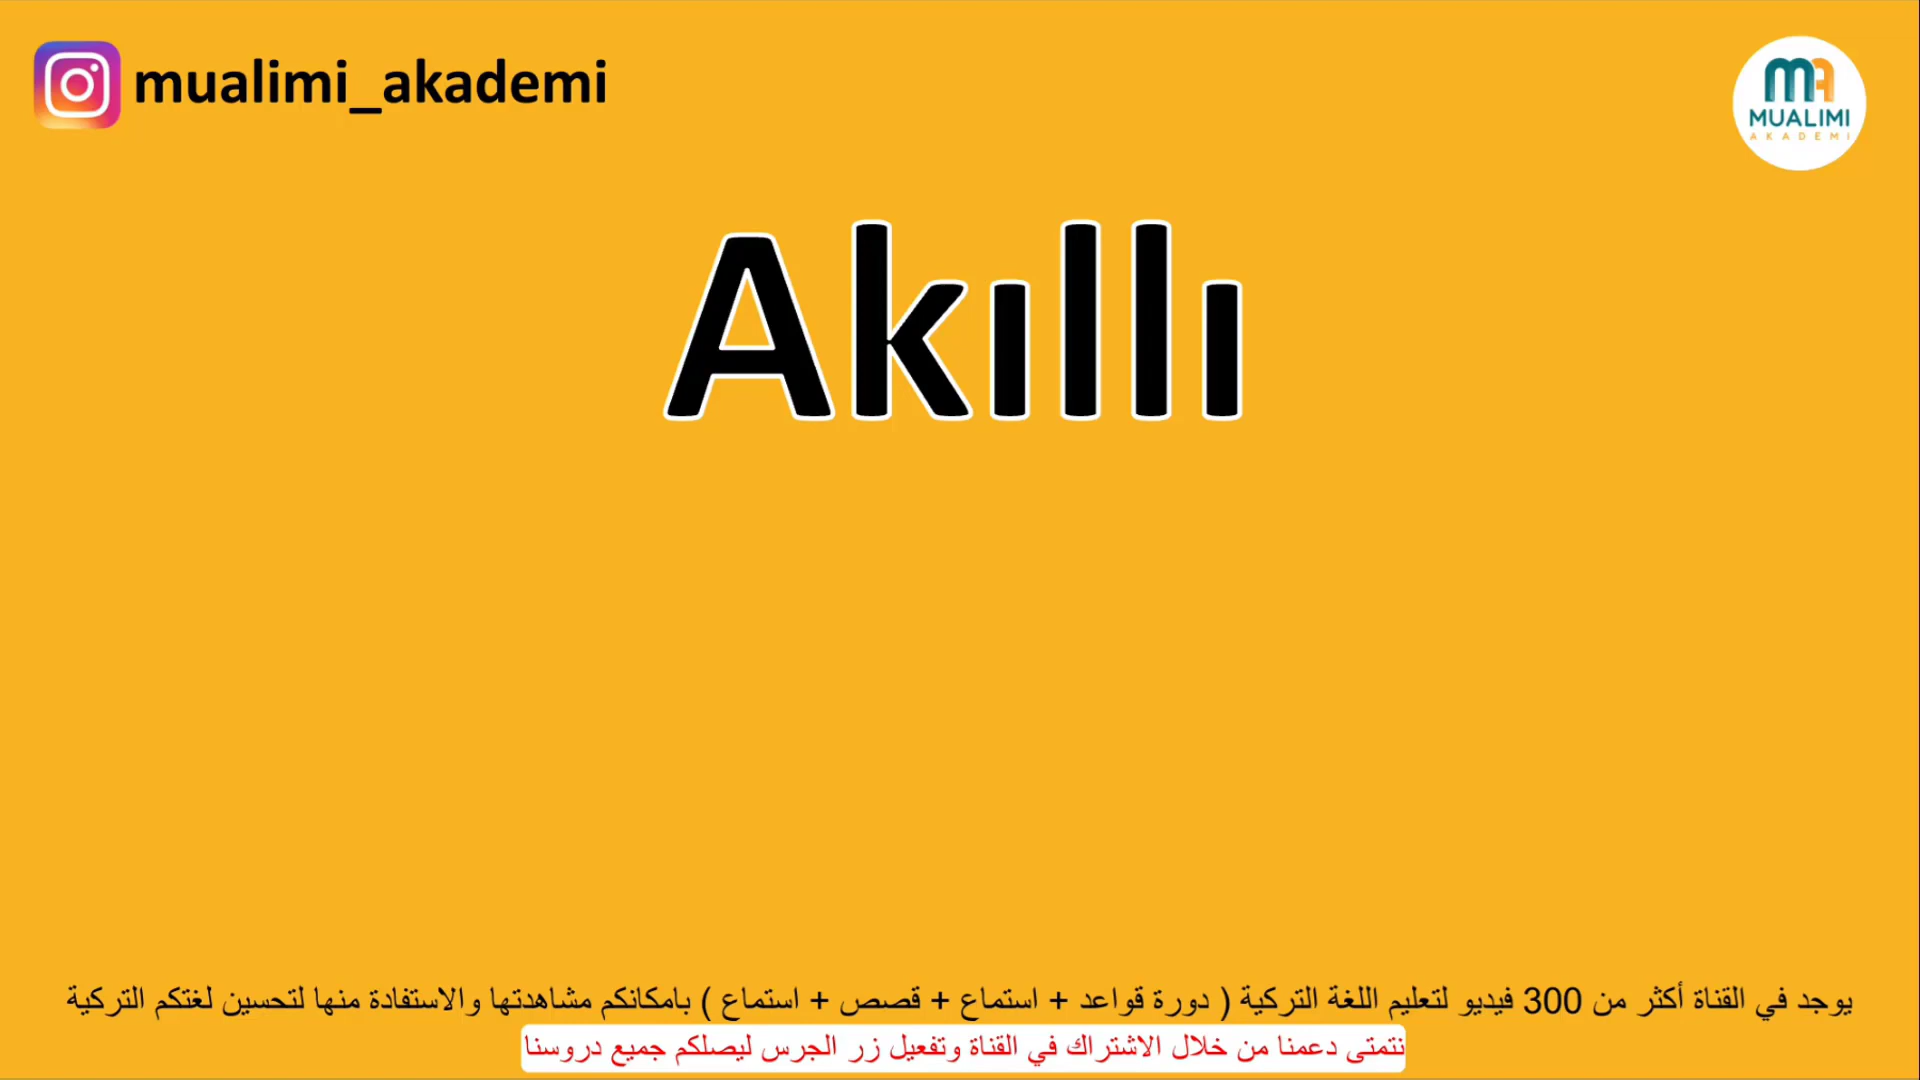 mualimi_akademi
MUALIMI
AKADEMI
Akıllı
يوجد في القناة أكثر من 300 فيديو لتعليم اللغة التركية ( دورة قواعد + استماع + قصص + استماع ) بامكانكم مشاهدتها والاستفادة منها لتحسين لغتكم التركية
نتمتى دعمنا من خلال الاشتراك في القناة وتفعيل زر الجرس ليصلكم جميع دروسنا